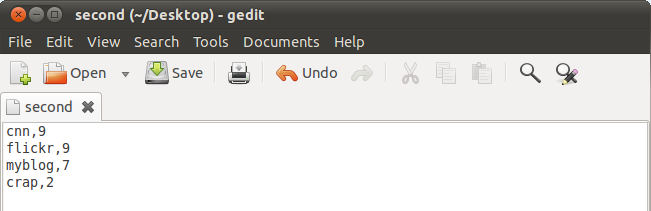 second (~/Desktop) - gedit
File Edit View Search Tools Documents Help
Open Save Undo
second
cnn,9
flickr,9
myblog,7
crap,2